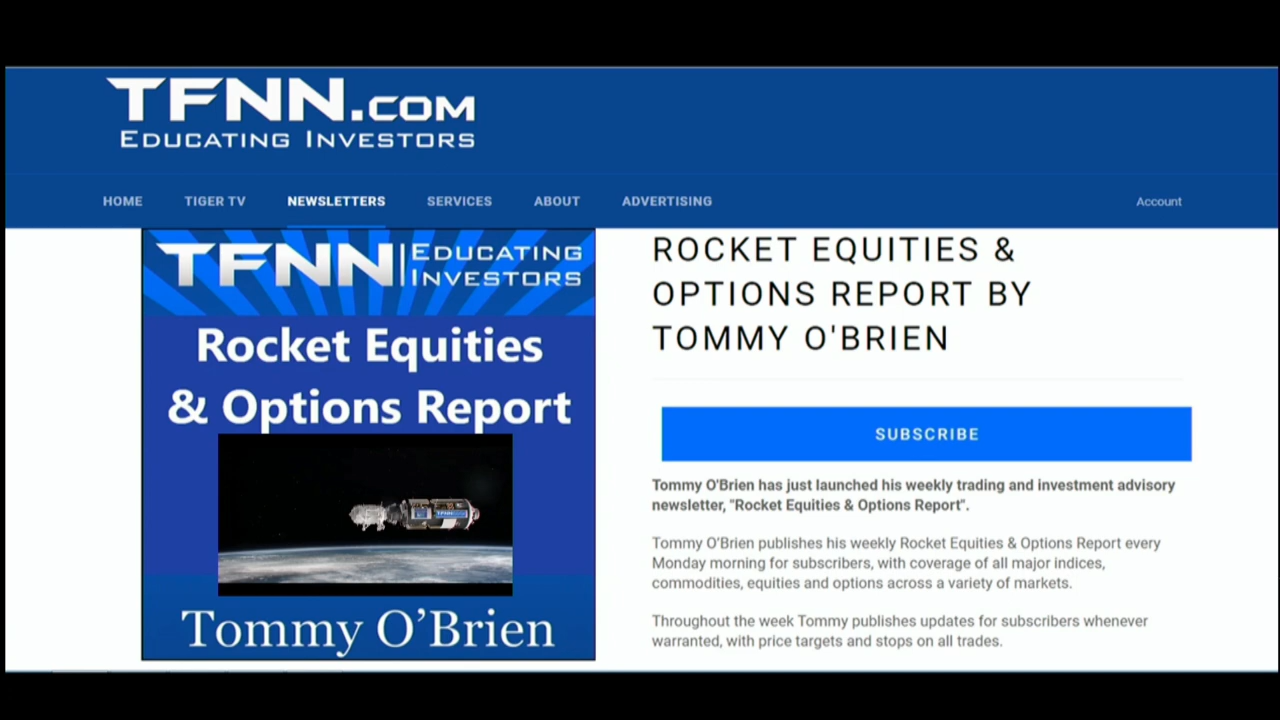 TFNN.COM
EDUCATING INVESTORS
HOME TIGER TV NEWSLETTERS SERVICES ABOUT ADVERTISING Account
TFNN EDUCATING
INVESTORS
Rocket Equities
& Options Report
TFNN
Tommy O’Brien
ROCKET EQUITIES &
OPTIONS REPORT BY
TOMMY O'BRIEN
SUBSCRIBE
Tommy O'Brien has just launched his weekly trading and investment advisory
newsletter, "Rocket Equities & Options Report".
Tommy O'Brien publishes his weekly Rocket Equities & Options Report every
Monday morning for subscribers, with coverage of all major indices,
commodities, equities and options across a variety of markets.
Throughout the week Tommy publishes updates for subscribers whenever
warranted, with price targets and stops on all trades.